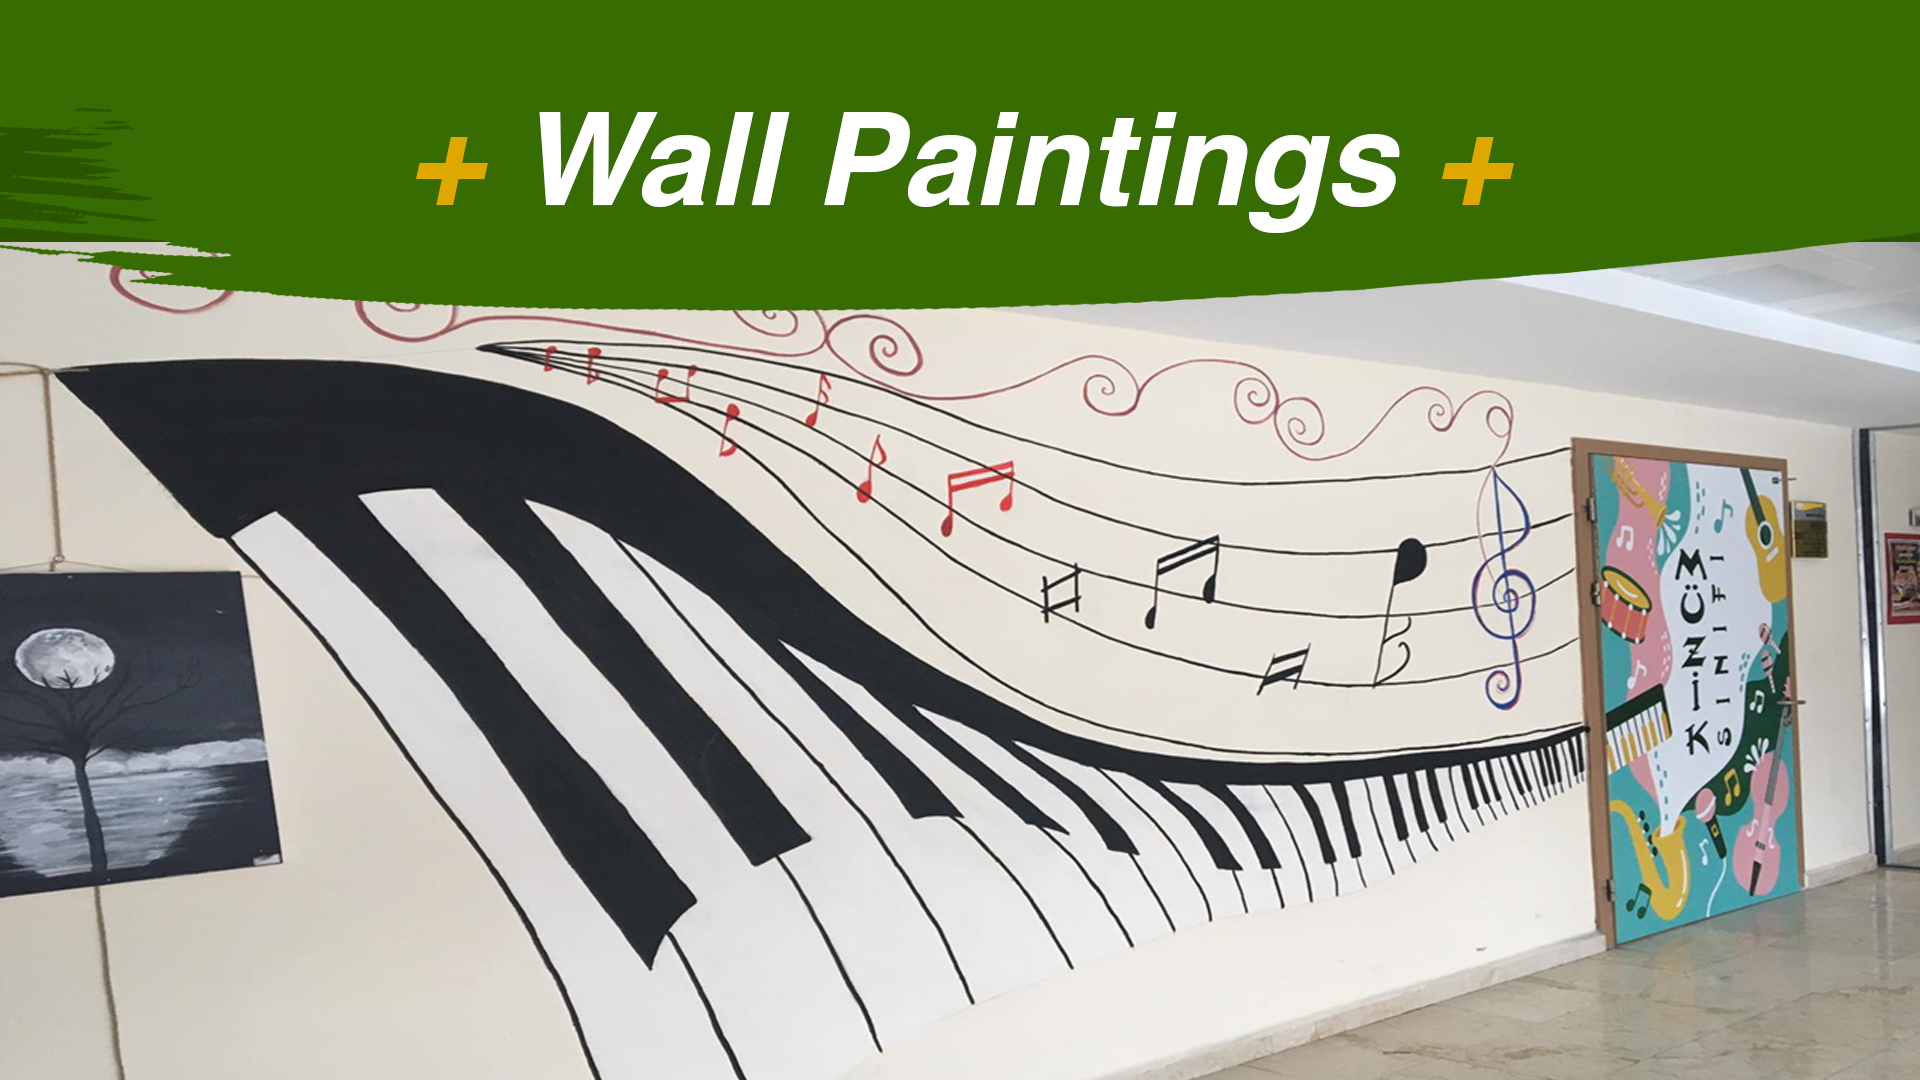 + Wall Paintings +
MÜZİK
SINIFI